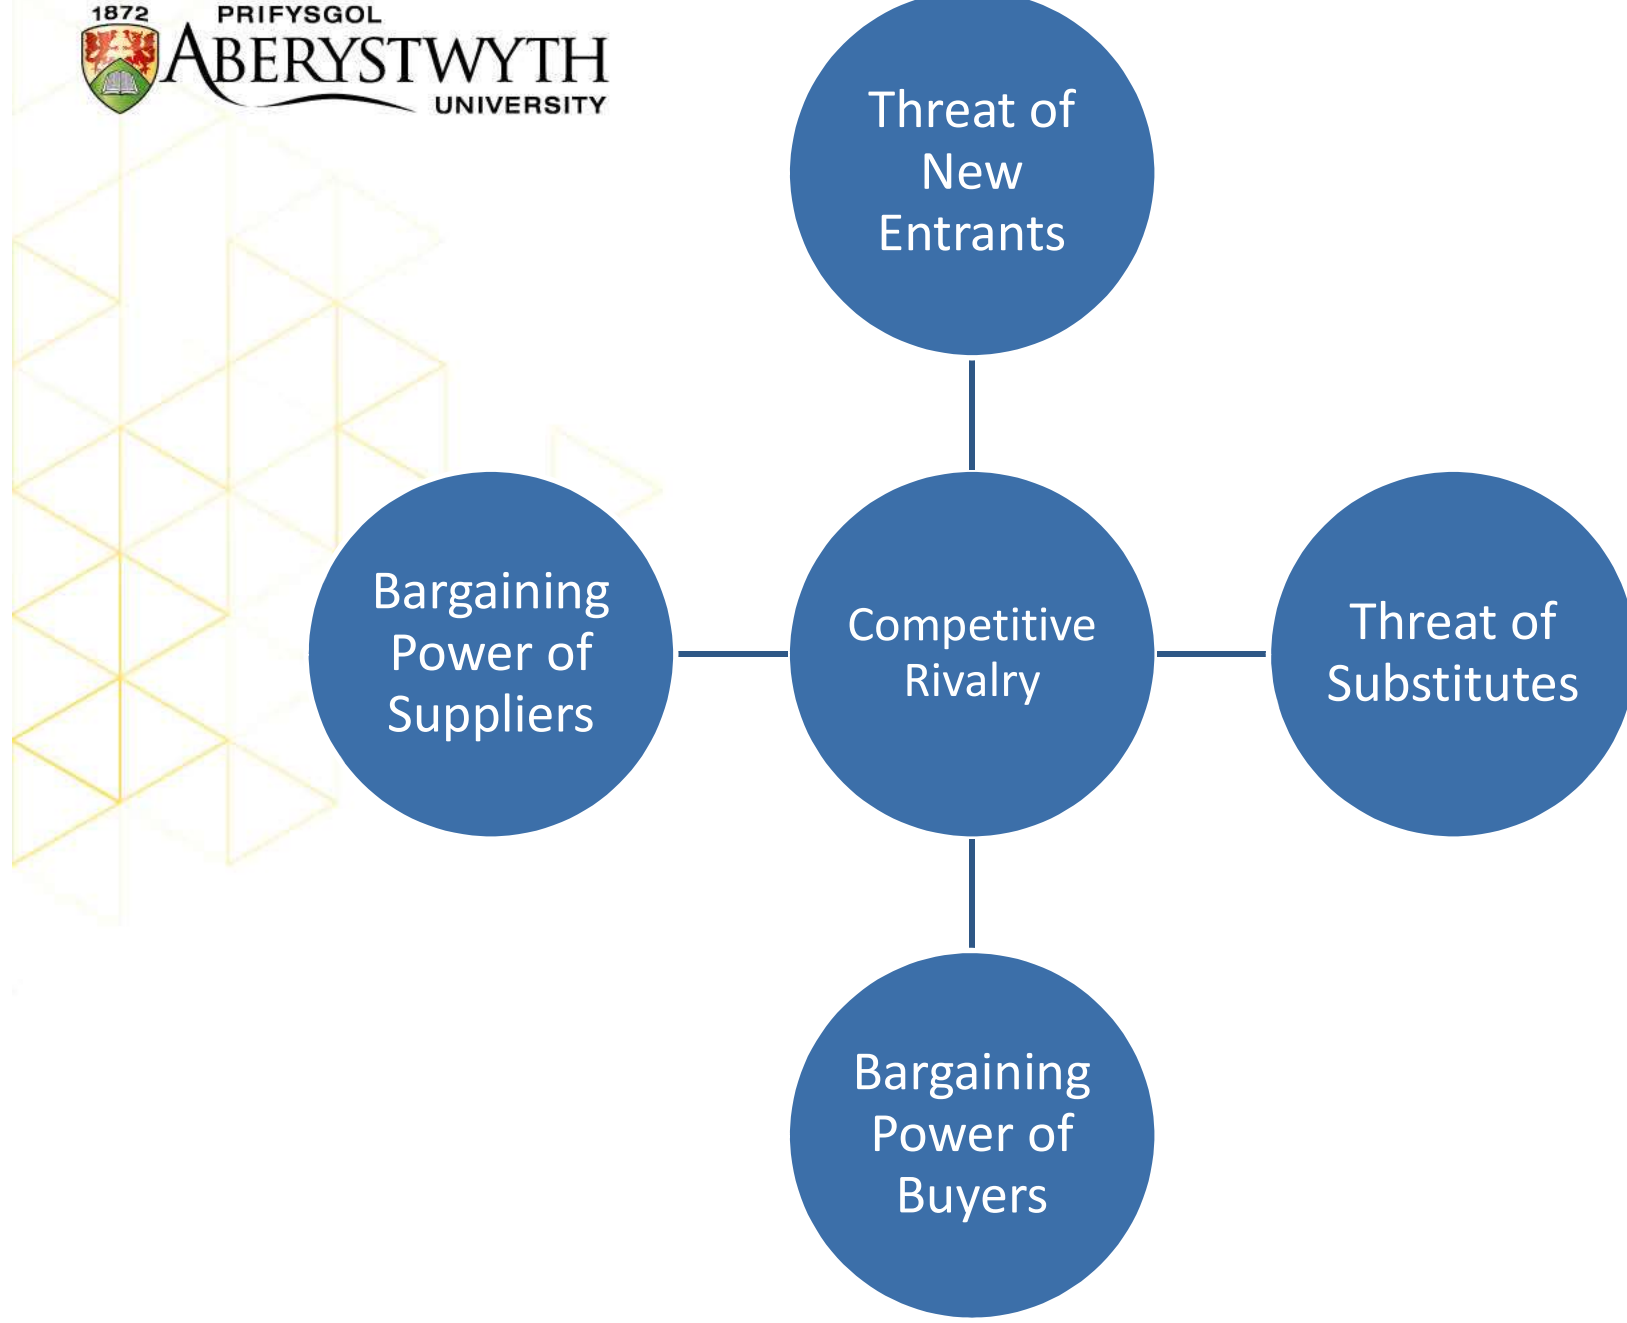 1872
PRIFYSGOL
ABERYSTWYTH
UNIVERSITY
Threat of
New
Entrants
Bargaining
Power of
Suppliers
Competitive
Rivalry
Threat of
Substitutes
Bargaining
Power of
Buyers